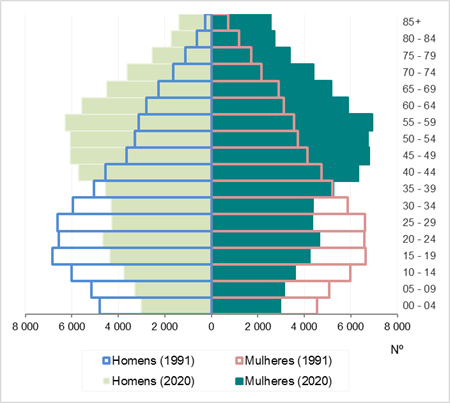 85+
80 - 84
75 - 79
70 - 74
65 - 69
60 - 64
55 - 59
50 - 54
45 - 49
40 - 44
35 - 39
30 - 34
25 - 29
20 - 24
15 - 19
10 - 14
05 - 09
00 - 04
8 000 6 000 4 000 2 000 0 2 000 4 000 6 000 8 000
Nº
Homens (1991) Mulheres (1991)
Homens (2020) Mulheres (2020)